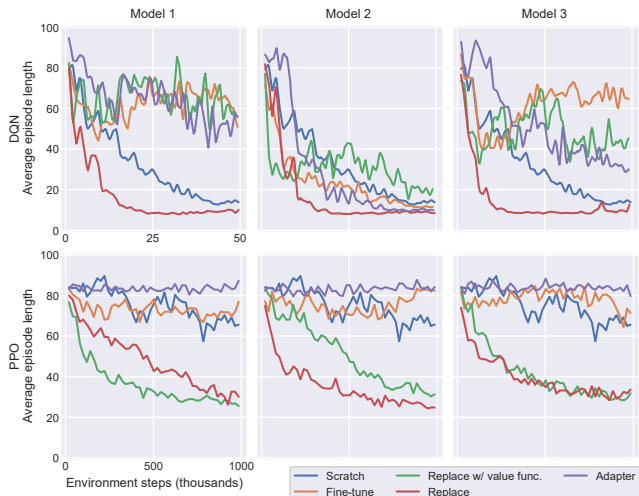 Model 1 Model 2 Model 3
DQN
Average episode length
100
80
60
40
20
0
0 25 50
PPO
Average episode length
100
80
60
40
20
0
0 500 1000
Environment steps (thousands)
Scratch Replace w/ value func. Adapter
Fine-tune Replace